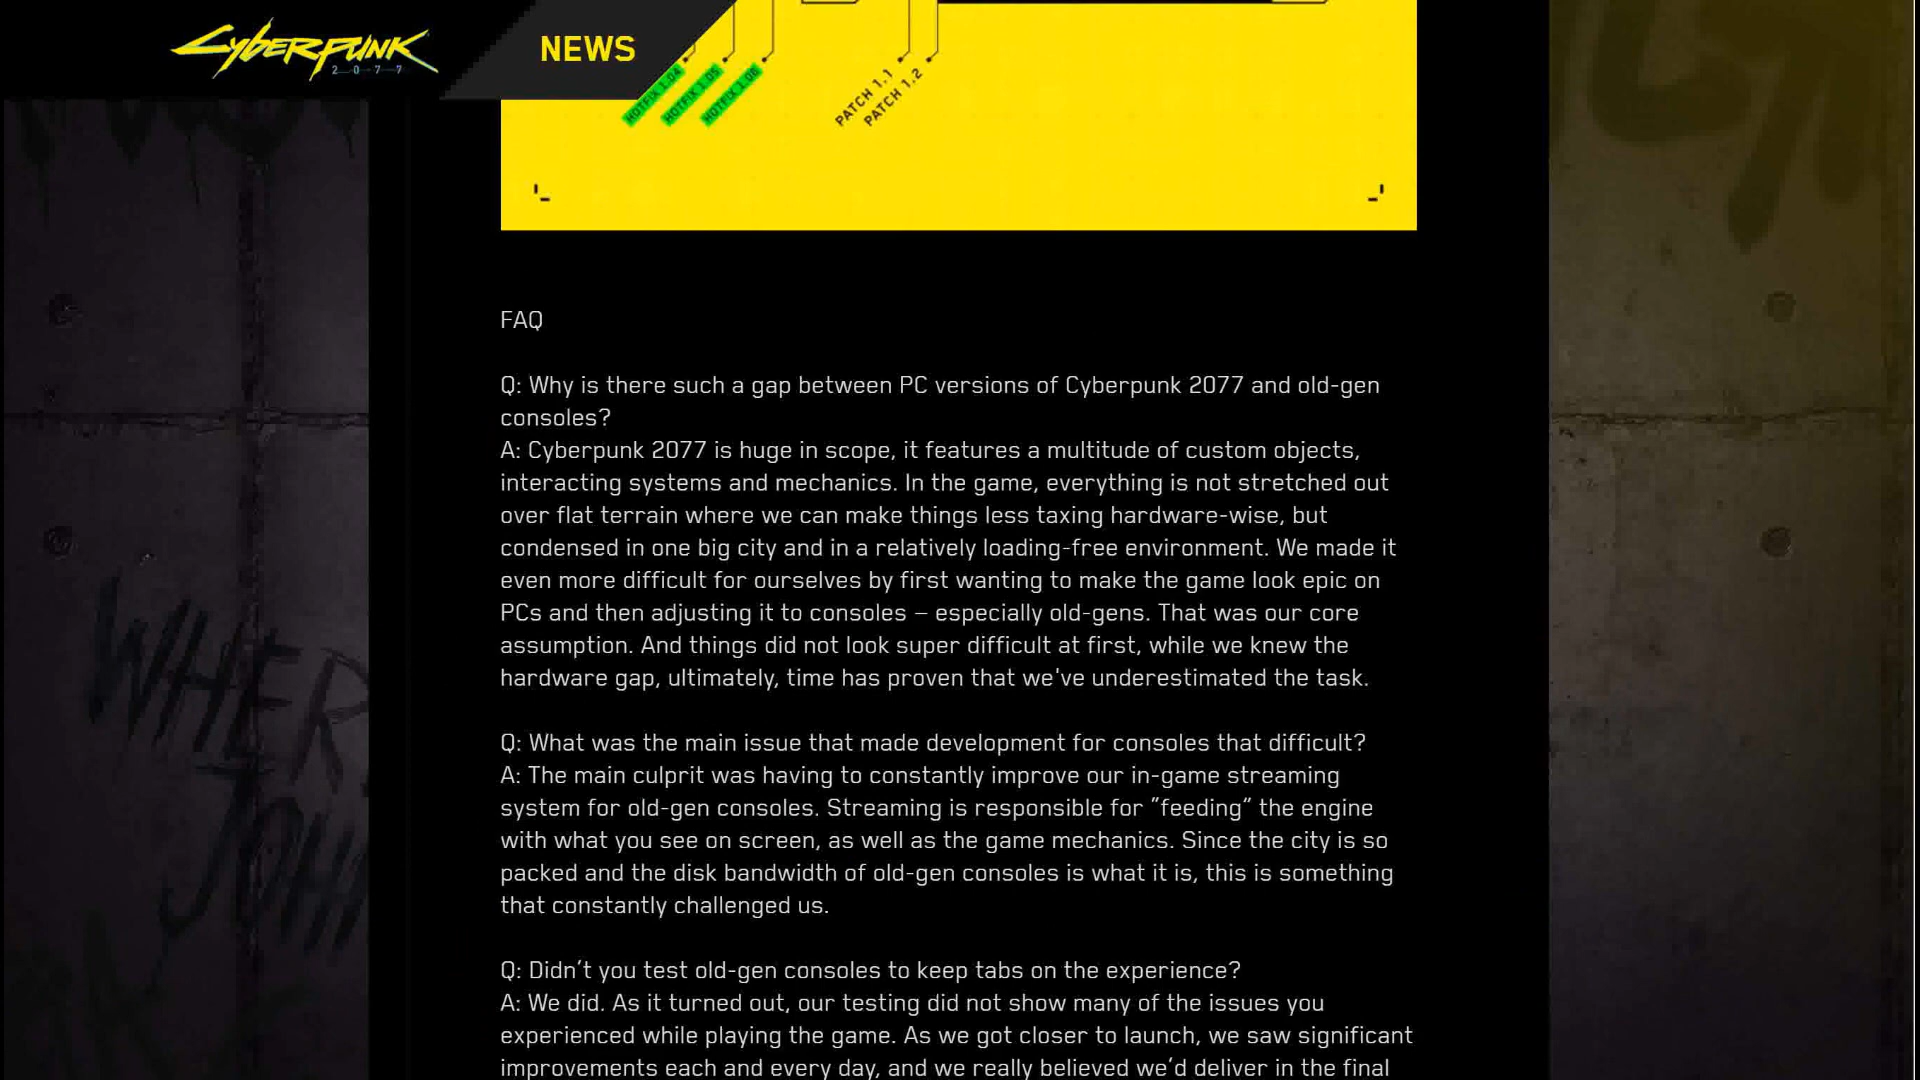 Cyberpunk
2077
NEWS
HOTFIX 1.04
HOTFIX 1.05
HOTFIX 1.06
PATCH 1.1
PATCH 1.2
FAQ
Q: Why is there such a gap between PC versions of Cyberpunk 2077 and old-gen
consoles?
A: Cyberpunk 2077 is huge in scope, it features a multitude of custom objects,
interacting systems and mechanics. In the game, everything is not stretched out
over flat terrain where we can make things less taxing hardware-wise, but
condensed in one big city and in a relatively loading-free environment. We made it
even more difficult for ourselves by first wanting to make the game look epic on
PCs and then adjusting it to consoles – especially old-gens. That was our core
assumption. And things did not look super difficult at first, while we knew the
hardware gap, ultimately, time has proven that we've underestimated the task.
Q: What was the main issue that made development for consoles that difficult?
A: The main culprit was having to constantly improve our in-game streaming
system for old-gen consoles. Streaming is responsible for “feeding” the engine
with what you see on screen, as well as the game mechanics. Since the city is so
packed and the disk bandwidth of old-gen consoles is what it is, this is something
that constantly challenged us.
Q: Didn’t you test old-gen consoles to keep tabs on the experience?
A: We did. As it turned out, our testing did not show many of the issues you
experienced while playing the game. As we got closer to launch, we saw significant
improvements each and every day, and we really believed we’d deliver in the final
WHER
JOH